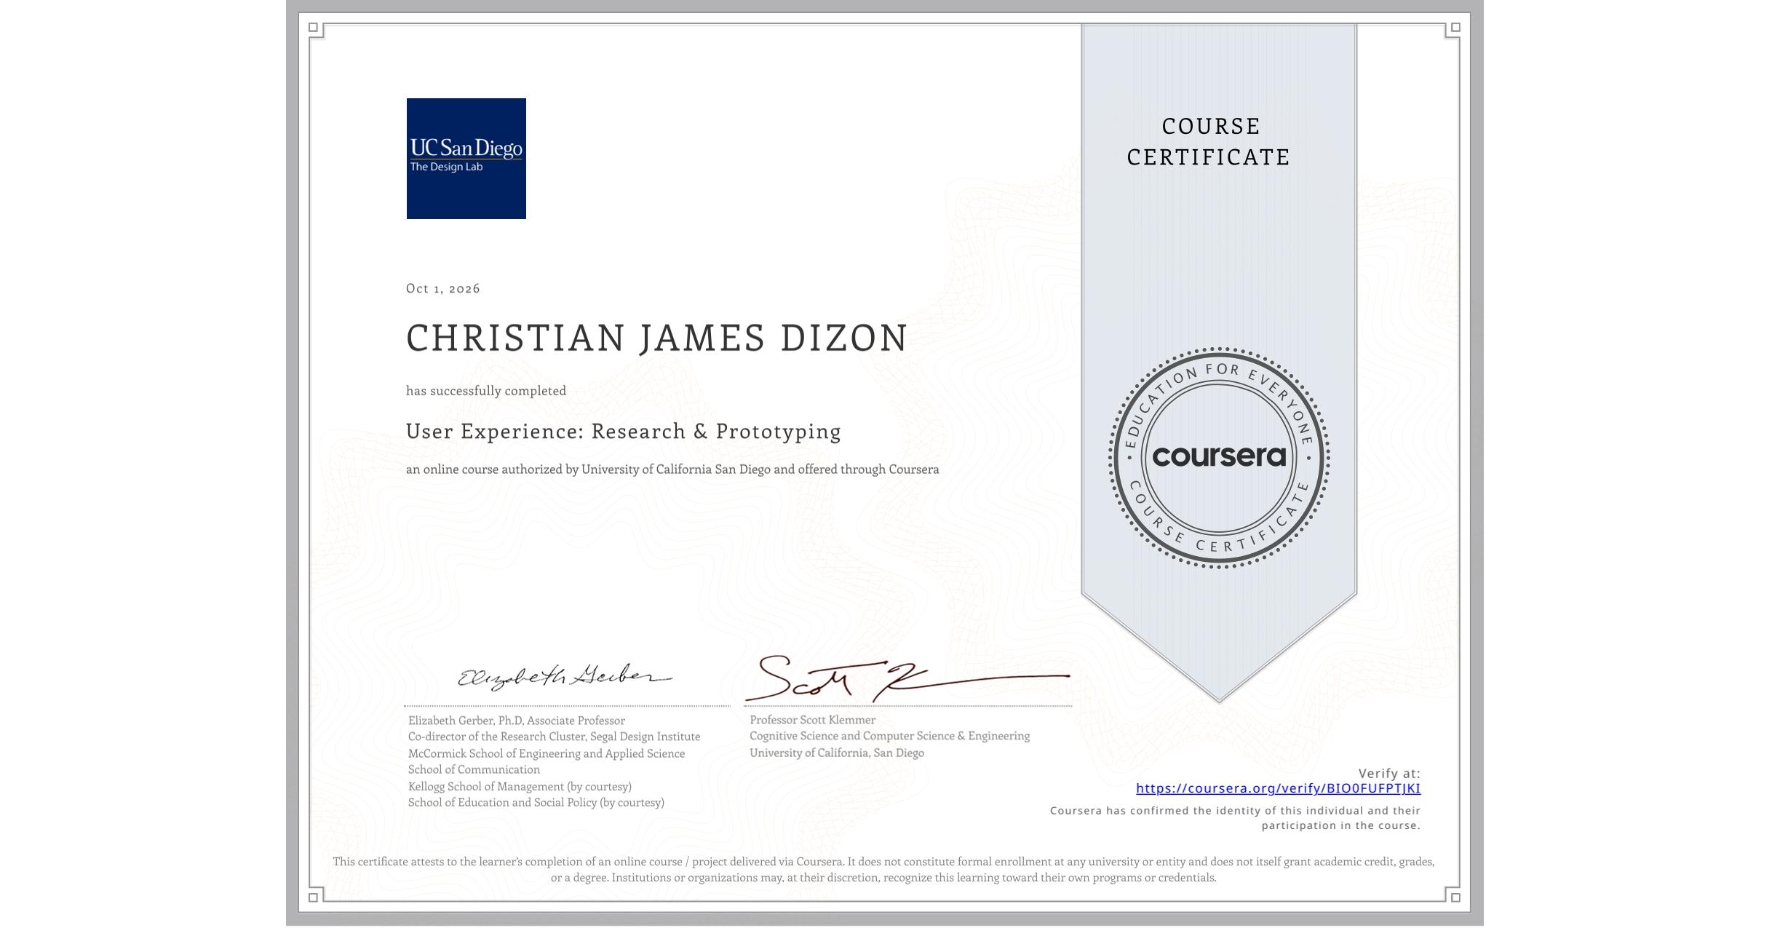 UC San Diego
The Design Lab
COURSE
CERTIFICATE
Oct 1, 2026
CHRISTIAN JAMES DIZON
has successfully completed
User Experience: Research & Prototyping
an online course authorized by University of California San Diego and offered through Coursera
EDUCATION FOR EVERYONE
coursera
COURSE CERTIFICATE
Elizabeth Gerber
Scott K
Elizabeth Gerber, Ph.D, Associate Professor
Co-director of the Research Cluster, Segal Design Institute
McCormick School of Engineering and Applied Science
School of Communication
Kellogg School of Management (by courtesy)
School of Education and Social Policy (by courtesy)
Professor Scott Klemmer
Cognitive Science and Computer Science & Engineering
University of California, San Diego
Verify at:
https://coursera.org/verify/BIO0FUFPTJKI
Coursera has confirmed the identity of this individual and their
participation in the course.
This certificate attests to the learner's completion of an online course / project delivered via Coursera. It does not constitute formal enrollment at any university or entity and does not itself grant academic credit, grades,
or a degree. Institutions or organizations may, at their discretion, recognize this learning toward their own programs or credentials.